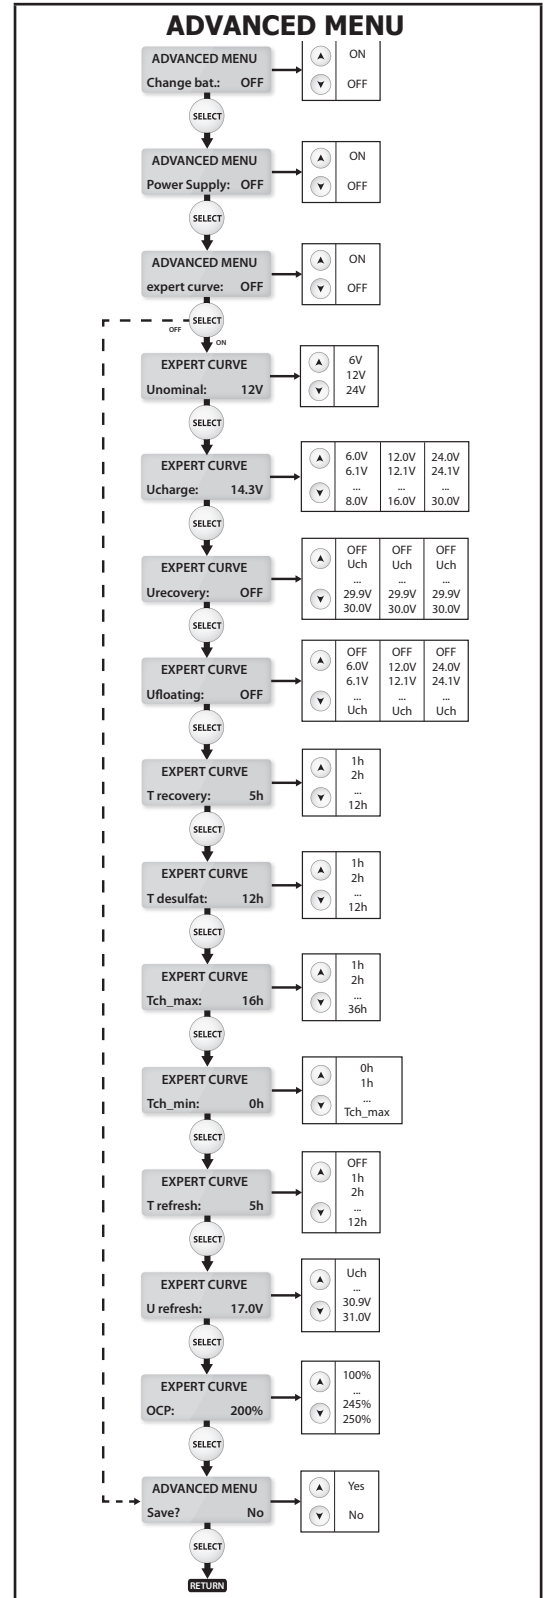 ADVANCED MENU
ADVANCED MENU
Change bat.: OFF
ON
OFF
SELECT
ADVANCED MENU
Power Supply: OFF
ON
OFF
SELECT
ADVANCED MENU
expert curve: OFF
ON
OFF
SELECT
OFF
ON
EXPERT CURVE
Unominal: 12V
6V
12V
24V
SELECT
EXPERT CURVE
Ucharge: 14.3V
6.0V 12.0V 24.0V
6.1V 12.1V 24.1V
... ... ...
8.0V 16.0V 30.0V
SELECT
EXPERT CURVE
Urecovery: OFF
OFF OFF OFF
Uch Uch Uch
... ... ...
29.9V 29.9V 29.9V
30.0V 30.0V 30.0V
SELECT
EXPERT CURVE
Ufloating: OFF
OFF OFF OFF
6.0V 12.0V 24.0V
6.1V 12.1V 24.1V
... ... ...
Uch Uch Uch
SELECT
EXPERT CURVE
T recovery: 5h
1h
2h
...
12h
SELECT
EXPERT CURVE
T desulfat: 12h
1h
2h
...
12h
SELECT
EXPERT CURVE
Tch_max: 16h
1h
2h
...
36h
SELECT
EXPERT CURVE
Tch_min: 0h
0h
1h
...
Tch_max
SELECT
EXPERT CURVE
T refresh: 5h
OFF
1h
2h
...
12h
SELECT
EXPERT CURVE
U refresh: 17.0V
Uch
...
30.9V
31.0V
SELECT
EXPERT CURVE
OCP: 200%
100%
...
245%
250%
SELECT
ADVANCED MENU
Save? No
Yes
No
SELECT
RETURN